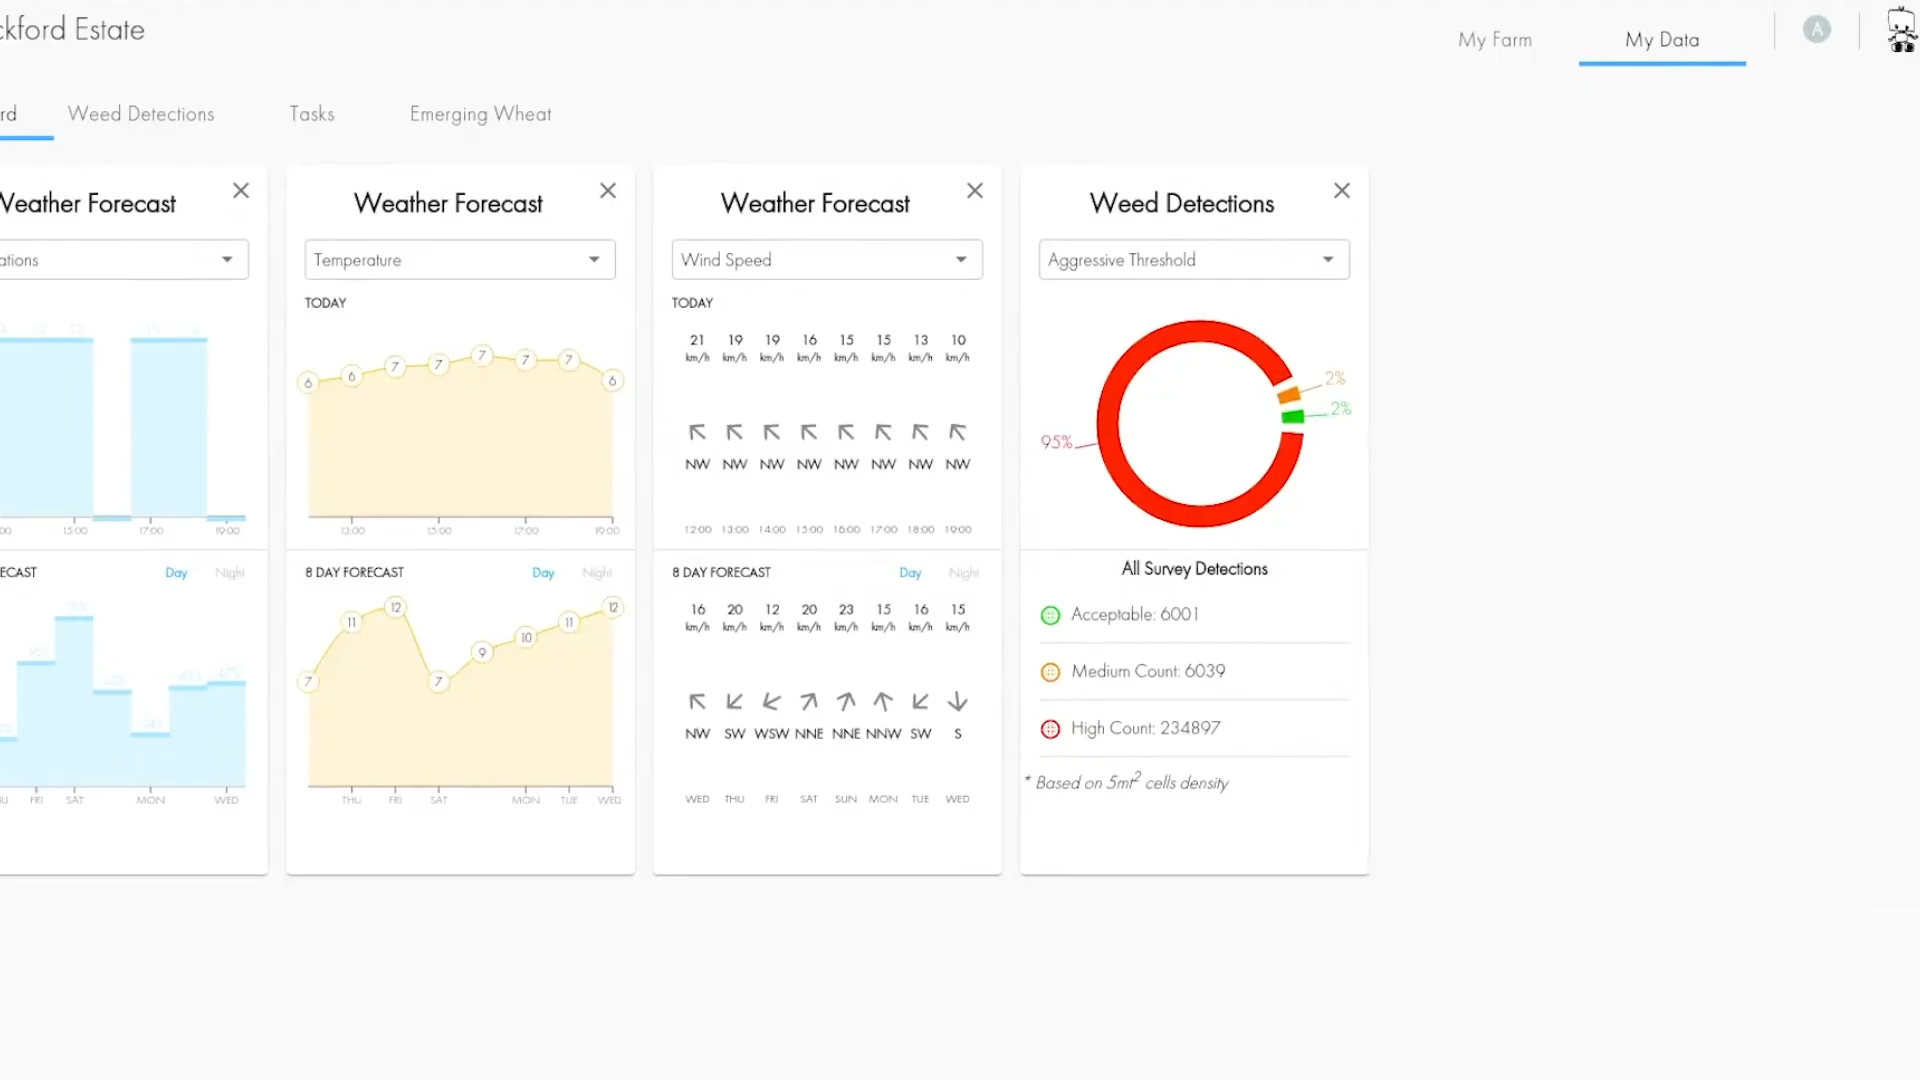 ckford Estate
My Farm
My Data
A
rd
Weed Detections
Tasks
Emerging Wheat
Weather Forecast
ations
15:00 17:00 19:00
ECAST
Day Night
FRI SAT MON WED
Weather Forecast
Temperature
TODAY
6 6 7 7 7 7 7 6
13:00 15:00 17:00 19:00
8 DAY FORECAST
Day Night
7 11 12 7 9 10 11 12
THU FRI SAT MON TUE WED
Weather Forecast
Wind Speed
TODAY
21 19 19 16 15 15 13 10
km/h km/h km/h km/h km/h km/h km/h km/h
NW NW NW NW NW NW NW NW
12:00 13:00 14:00 15:00 16:00 17:00 18:00 19:00
8 DAY FORECAST
Day Night
16 20 12 20 23 15 16 15
km/h km/h km/h km/h km/h km/h km/h km/h
NW SW WSW NNE NNE NNW SW S
WED THU FRI SAT SUN MON TUE WED
Weed Detections
Aggressive Threshold
2%
2%
95%
All Survey Detections
Acceptable: 6001
Medium Count: 6039
High Count: 234897
* Based on 5mt² cells density